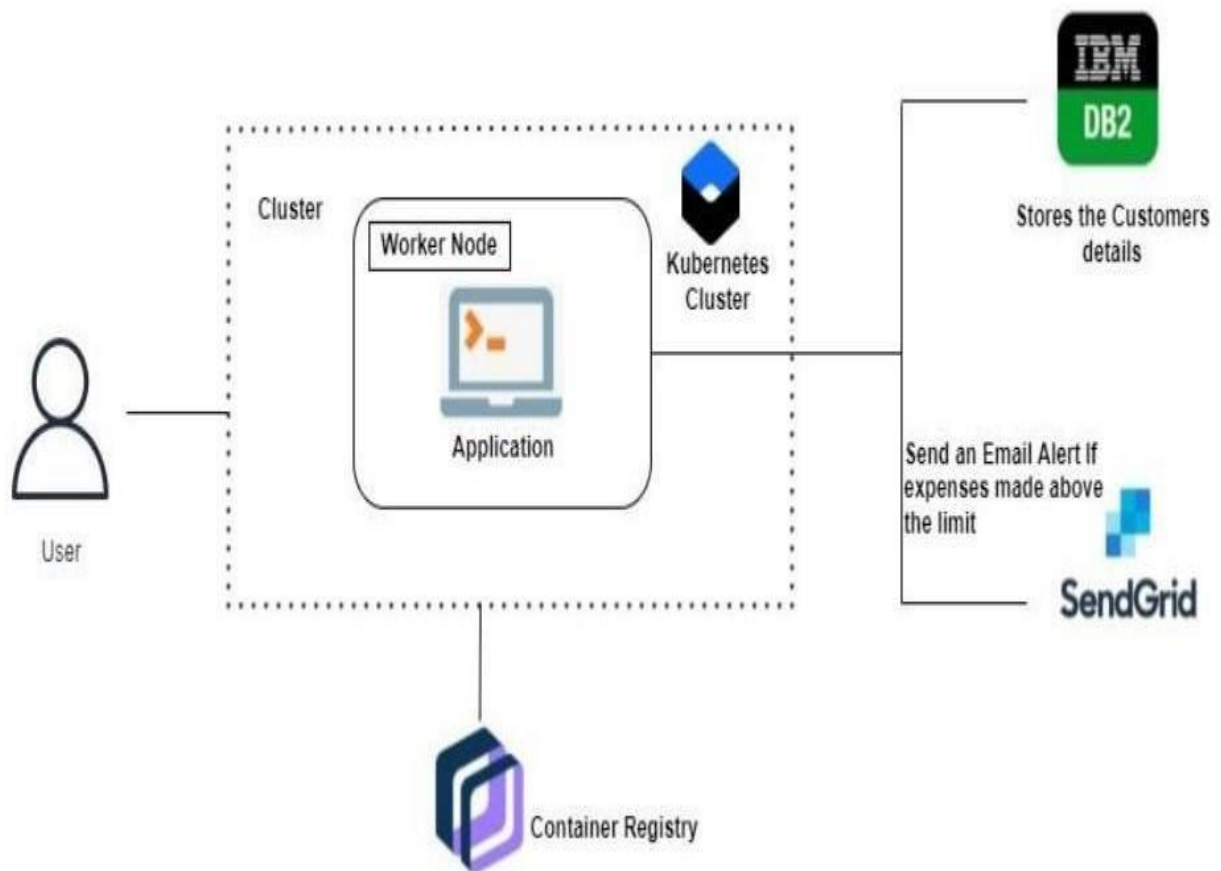 IBM
DB2
Stores the Customers
details
Cluster
Worker Node
Kubernetes
Cluster
Application
User
Send an Email Alert If
expenses made above
the limit
SendGrid
Container Registry